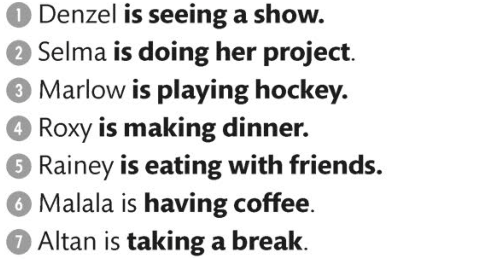 1 Denzel is seeing a show.
2 Selma is doing her project.
3 Marlow is playing hockey.
4 Roxy is making dinner.
5 Rainey is eating with friends.
6 Malala is having coffee.
7 Altan is taking a break.